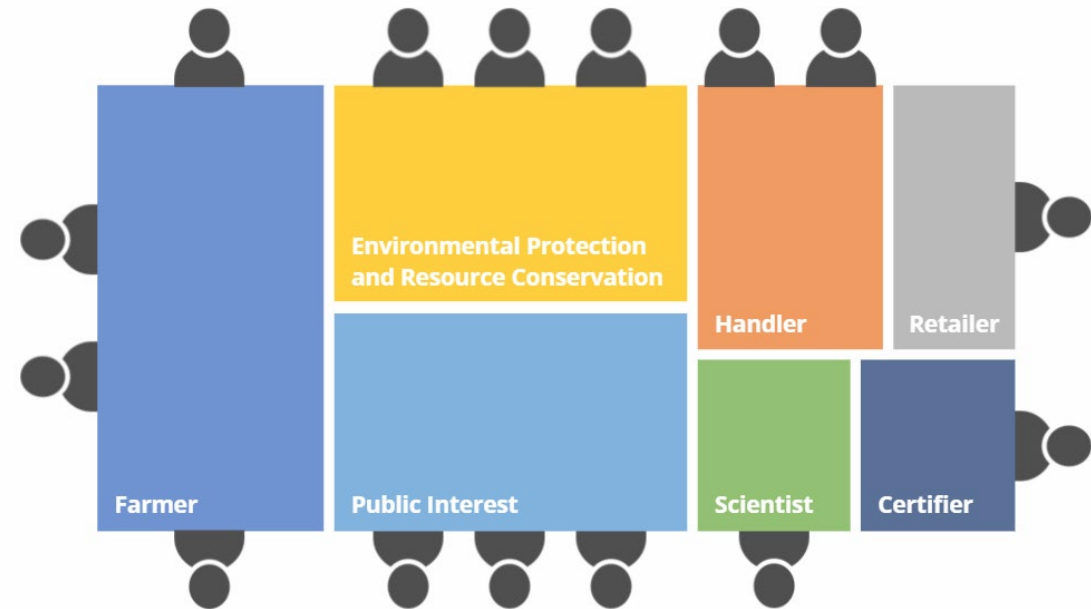 Environmental Protection
and Resource Conservation
Handler
Retailer
Farmer
Public Interest
Scientist
Certifier